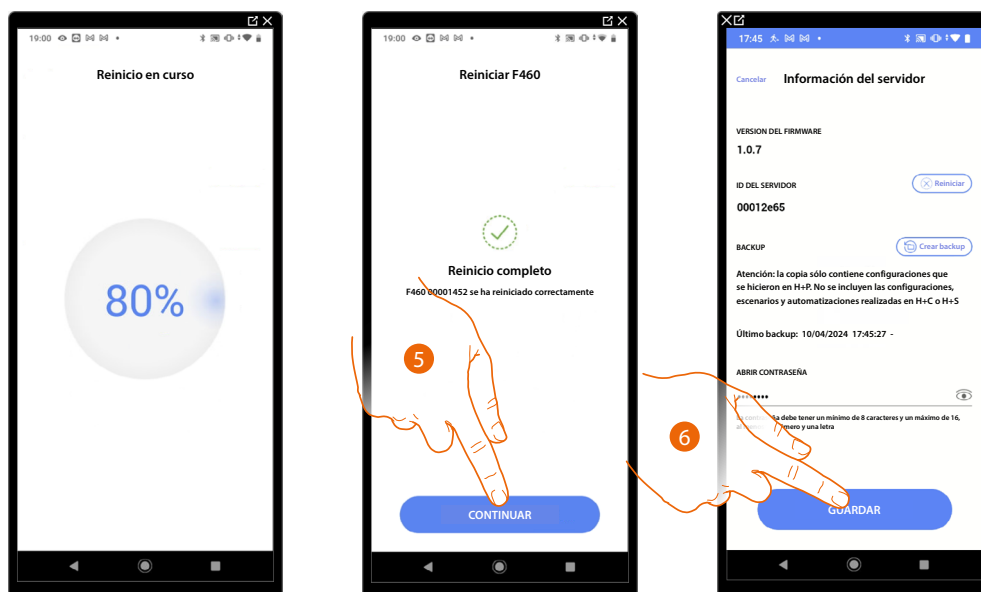 19:00
Reinicio en curso
80%
19:00
Reiniciar F460
Reinicio completo
F460 00001452 se ha reiniciado correctamente
5
CONTINUAR
17:45
Cancelar Información del servidor
VERSION DEL FIRMWARE
1.0.7
ID DEL SERVIDOR Reiniciar
00012e65
BACKUP Crear backup
Atención: la copia sólo contiene configuraciones que
se hicieron en H+P. No se incluyen las configuraciones,
escenarios y automatizaciones realizadas en H+C o H+S
Último backup: 10/04/2024 17:45:27 -
ABRIR CONTRASEÑA
debe tener un mínimo de 8 caracteres y un máximo de 16,
y una letra
6
GUARDAR